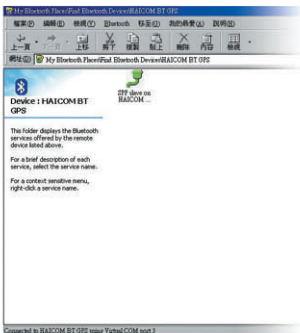 My Bluetooth Places\Find Bluetooth Devices\HAICOM BT GPS
檔案(F) 編輯(E) 檢視(V) Bluetooth 移至(G) 我的最愛(A) 說明(H)
上一頁 下一頁 上移 剪下 複製 貼上 刪除 內容 檢視
網址(D) My Bluetooth Places\Find Bluetooth Devices\HAICOM BT GPS
Device : HAICOM BT
GPS
SPP slave on
HAICOM ...
This folder displays the Bluetooth
services offered by the remote
device listed above.
For a brief description of each
service, select the service name.
For a context sensitive menu,
right-click a service name.
Connected to HAICOM BT GPS using Virtual COM port 3